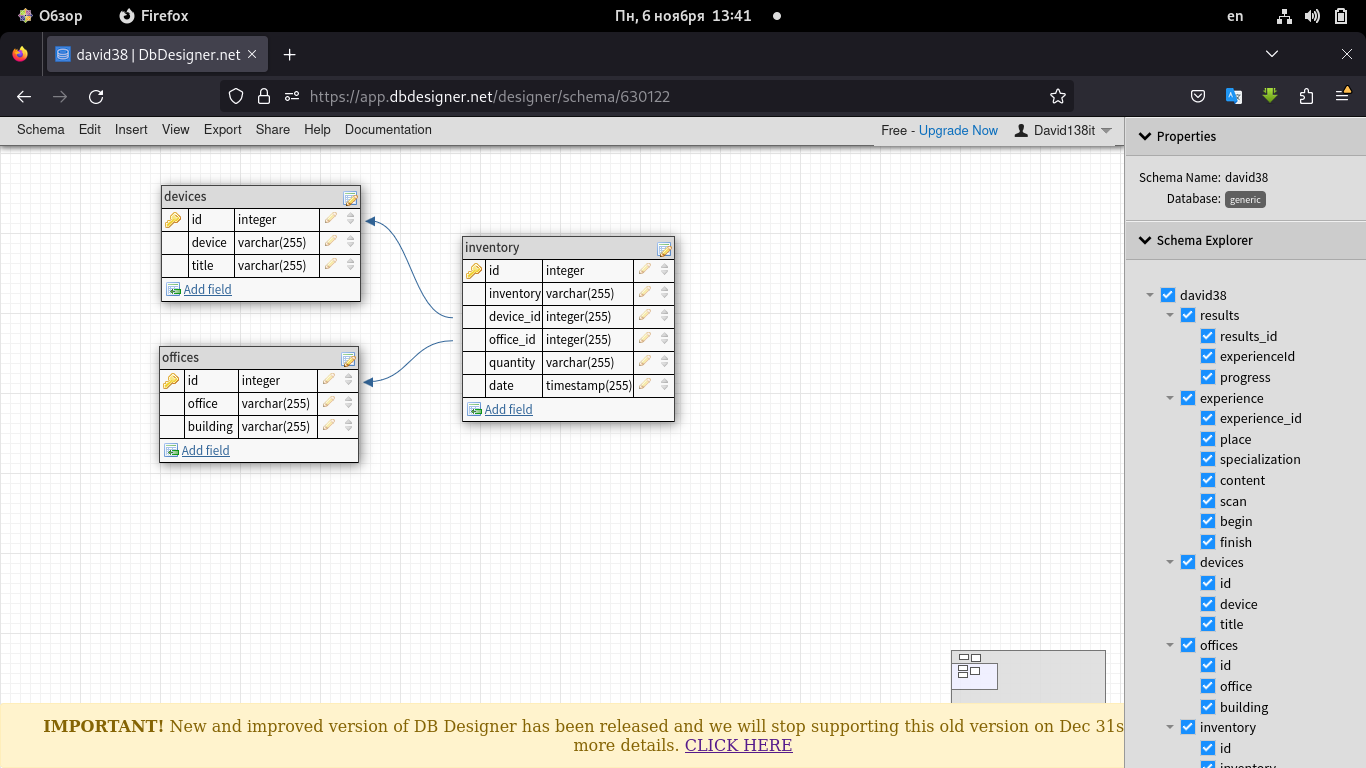 Обзор Firefox Пн, 6 ноября 13:41 en
david38 | DbDesigner.net
https://app.dbdesigner.net/designer/schema/630122
Schema Edit Insert View Export Share Help Documentation Free - Upgrade Now David138it
devices
id integer
device varchar(255)
title varchar(255)
Add field
offices
id integer
office varchar(255)
building varchar(255)
Add field
inventory
id integer
inventory varchar(255)
device_id integer(255)
office_id integer(255)
quantity varchar(255)
date timestamp(255)
Add field
Properties
Schema Name: david38
Database: generic
Schema Explorer
david38
results
results_id
experienceId
progress
experience
experience_id
place
specialization
content
scan
begin
finish
devices
id
device
title
offices
id
office
building
inventory
id
inventory
IMPORTANT! New and improved version of DB Designer has been released and we will stop supporting this old version on Dec 31s
more details. CLICK HERE